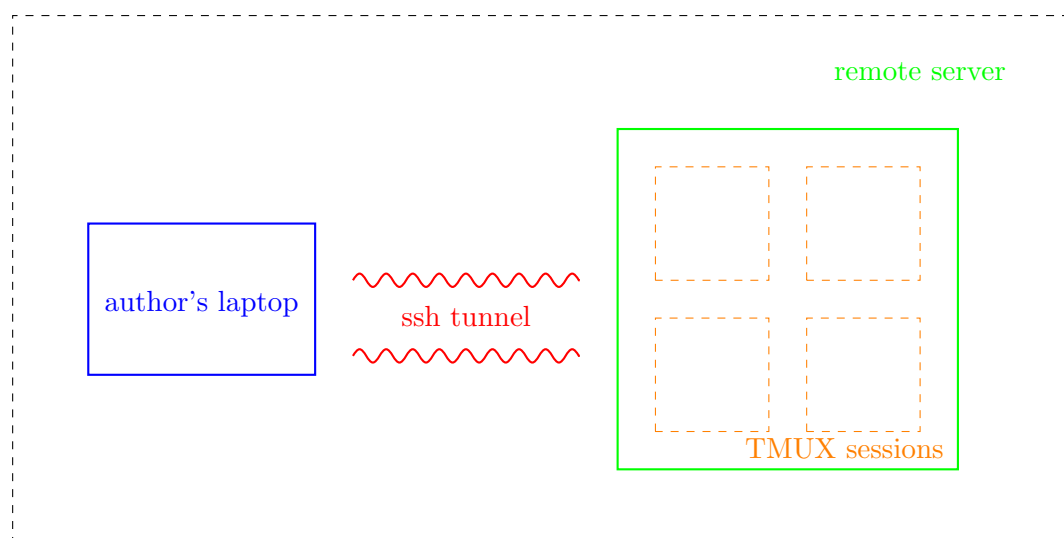 remote server
author's laptop
ssh tunnel
TMUX sessions